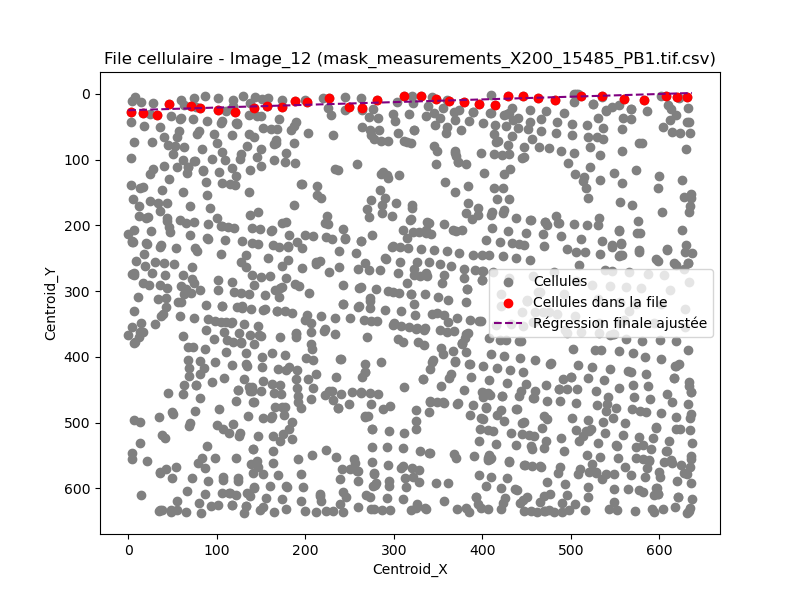 File cellulaire - Image_12 (mask_measurements_X200_15485_PB1.tif.csv)
0
100
200
300
400
500
600
Centroid_Y
Cellules
Cellules dans la file
Régression finale ajustée
0 100 200 300 400 500 600
Centroid_X